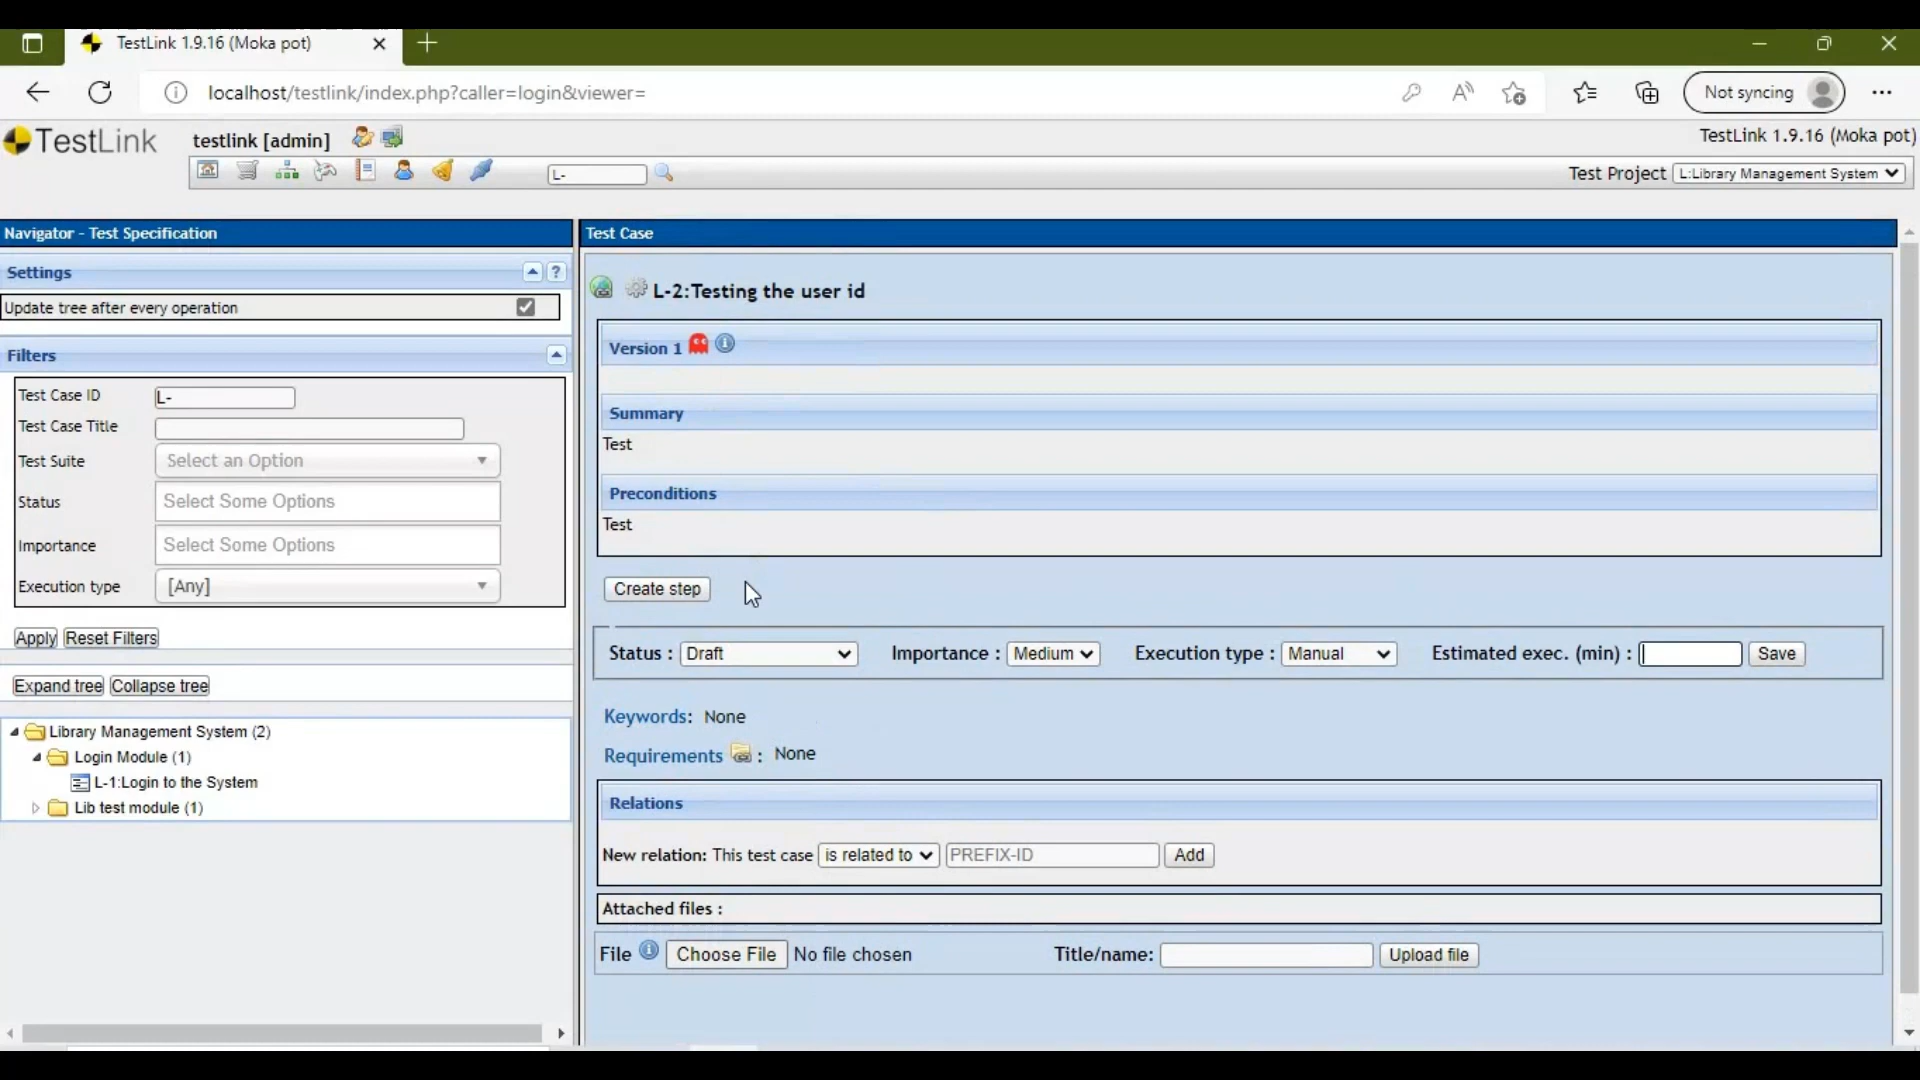 TestLink 1.9.16 (Moka pot)
localhost/testlink/index.php?caller=login&viewer=
Not syncing
TestLink
testlink [admin]
TestLink 1.9.16 (Moka pot)
L-
Test Project L:Library Management System
Navigator - Test Specification
Settings
?
Update tree after every operation
Filters
Test Case ID L-
Test Case Title
Test Suite Select an Option
Status Select Some Options
Importance Select Some Options
Execution type [Any]
Apply Reset Filters
Expand tree Collapse tree
Library Management System (2)
Login Module (1)
L-1:Login to the System
Lib test module (1)
Test Case
L-2:Testing the user id
Version 1
Summary
Test
Preconditions
Test
Create step
Status : Draft Importance : Medium Execution type : Manual Estimated exec. (min) : Save
Keywords: None
Requirements : None
Relations
New relation: This test case is related to PREFIX-ID Add
Attached files :
File Choose File No file chosen Title/name: Upload file